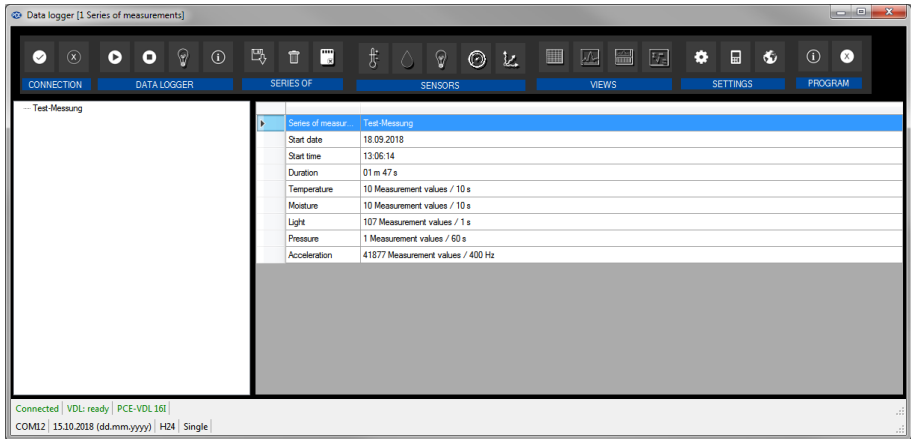 Data logger [1 Series of measurements]
CONNECTION DATA LOGGER SERIES OF SENSORS VIEWS SETTINGS PROGRAM
Test-Messung
Series of measur... Test-Messung
Start date 18.09.2018
Start time 13:06:14
Duration 01 m 47 s
Temperature 10 Measurement values / 10 s
Moisture 10 Measurement values / 10 s
Light 107 Measurement values / 1 s
Pressure 1 Measurement values / 60 s
Acceleration 41877 Measurement values / 400 Hz
Connected VDL: ready PCE-VDL 16I
COM12 15.10.2018 (dd.mm.yyyy) H24 Single